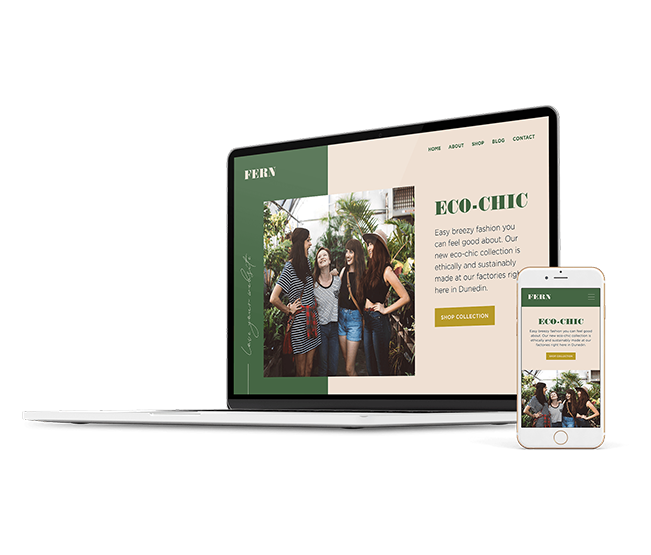 FERN
HOME ABOUT SHOP BLOG CONTACT
ECO-CHIC
Easy breezy fashion you
can feel good about. Our
new eco-chic collection is
ethically and sustainably
made at our factories right
here in Dunedin.
SHOP COLLECTION
love your website
FERN
ECO-CHIC
Easy breezy fashion you can feel good
about. Our new eco-chic collection is
ethically and sustainably made at our
factories right here in Dunedin.
SHOP COLLECTION